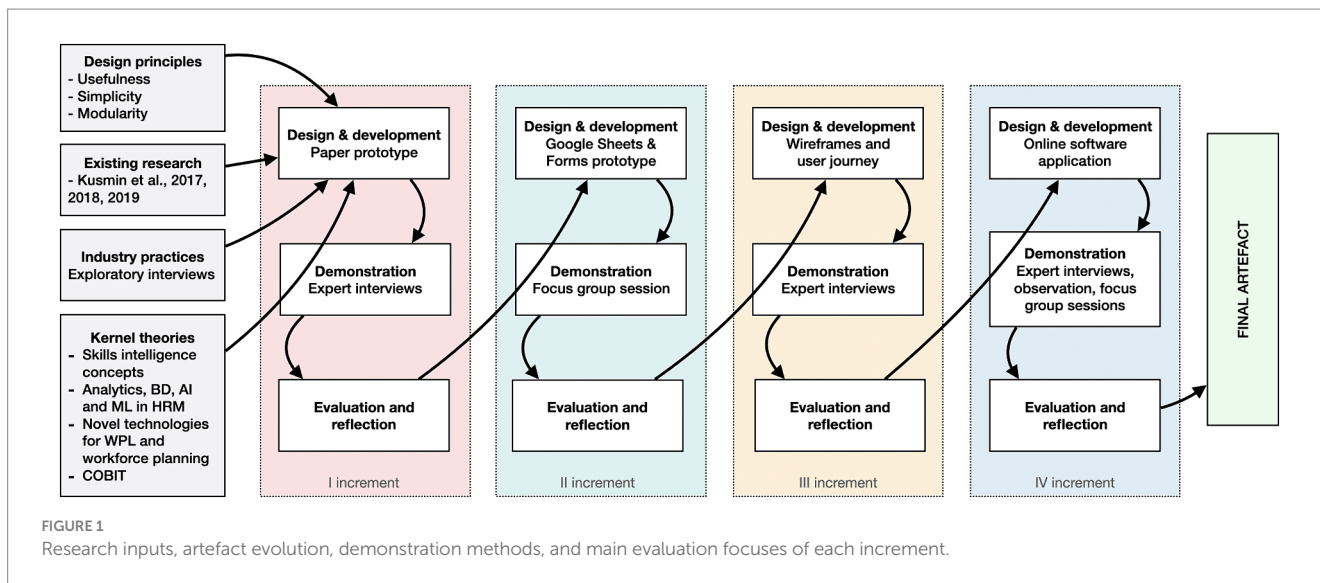 Design principles
- Usefulness
- Simplicity
- Modularity
Existing research
- Kusmin et al., 2017,
2018, 2019
Industry practices
Exploratory interviews
Kernel theories
- Skills intelligence
concepts
- Analytics, BD, AI
and ML in HRM
- Novel technologies
for WPL and
workforce planning
- COBIT
Design & development
Paper prototype
Demonstration
Expert interviews
Evaluation and
reflection
I increment
Design & development
Google Sheets &
Forms prototype
Demonstration
Focus group session
Evaluation and
reflection
II increment
Design & development
Wireframes and
user journey
Demonstration
Expert interviews
Evaluation and
reflection
III increment
Design & development
Online software
application
Demonstration
Expert interviews,
observation, focus
group sessions
Evaluation and
reflection
IV increment
FINAL ARTEFACT
FIGURE 1
Research inputs, artefact evolution, demonstration methods, and main evaluation focuses of each increment.